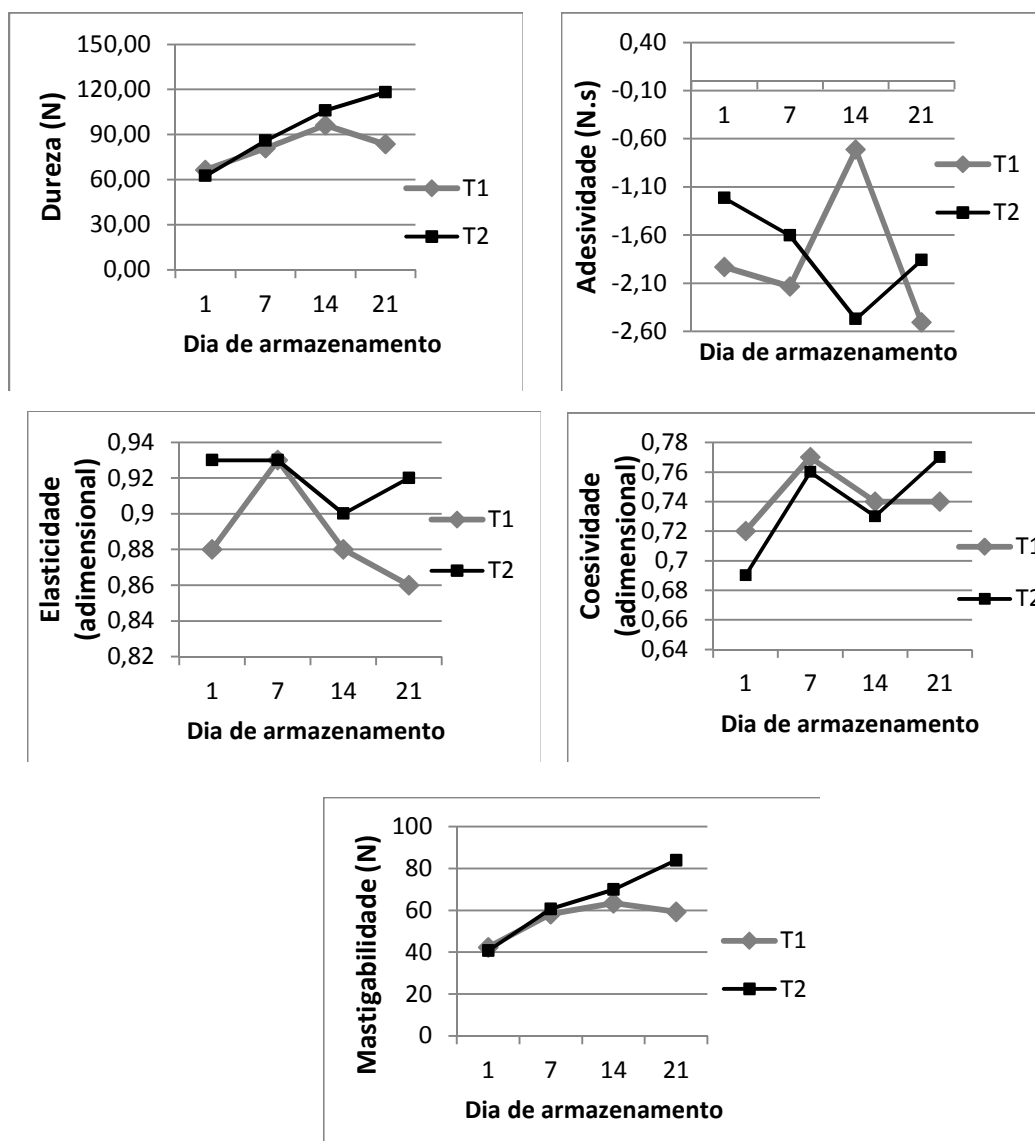 Dureza (N)
150,00
120,00
90,00
60,00
30,00
0,00
1 7 14 21
Dia de armazenamento
T1
T2
Adesividade (N.s)
0,40
-0,10
-0,60
-1,10
-1,60
-2,10
-2,60
1 7 14 21
Dia de armazenamento
T1
T2
Elasticidade
(adimensional)
0,94
0,92
0,9
0,88
0,86
0,84
0,82
1 7 14 21
Dia de armazenamento
T1
T2
Coesividade
(adimensional)
0,78
0,76
0,74
0,72
0,7
0,68
0,66
0,64
1 7 14 21
Dia de armazenamento
T1
T2
Mastigabilidade (N)
100
80
60
40
20
0
1 7 14 21
Dia de armazenamento
T1
T2